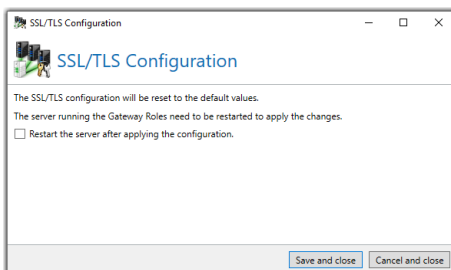 SSL/TLS Configuration
SSL/TLS Configuration
The SSL/TLS configuration will be reset to the default values.
The server running the Gateway Roles need to be restarted to apply the changes.
Restart the server after applying the configuration.
Save and close Cancel and close